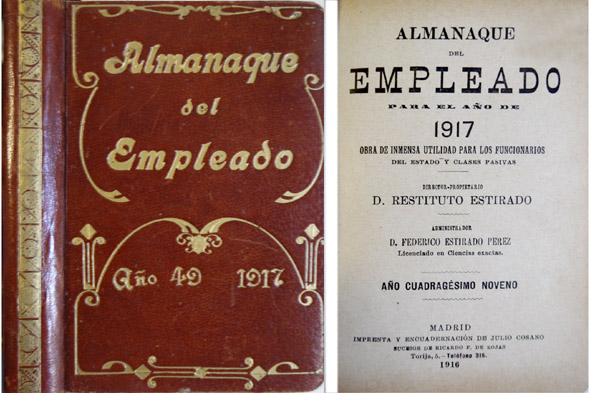 Almanaque
del
Empleado
Año 49 1917
ALMANAQUE
DEL
EMPLEADO
PARA EL AÑO DE
1917
OBRA DE INMENSA UTILIDAD PARA LOS FUNCIONARIOS
DEL ESTADO Y CLASES PASIVAS
DIRECTOR-PROPIETARIO
D. RESTITUTO ESTIRADO
ADMINISTRADOR
D. FEDERICO ESTIRADO PEREZ
Licenciado en Ciencias exactas.
AÑO CUADRAGÉSIMO NOVENO
MADRID
IMPRENTA Y ENCUADERNACIÓN DE JULIO COSANO
SUCESOR DE RICARDO F. DE ROJAS
Torija, 5.—Teléfono 316.
1916